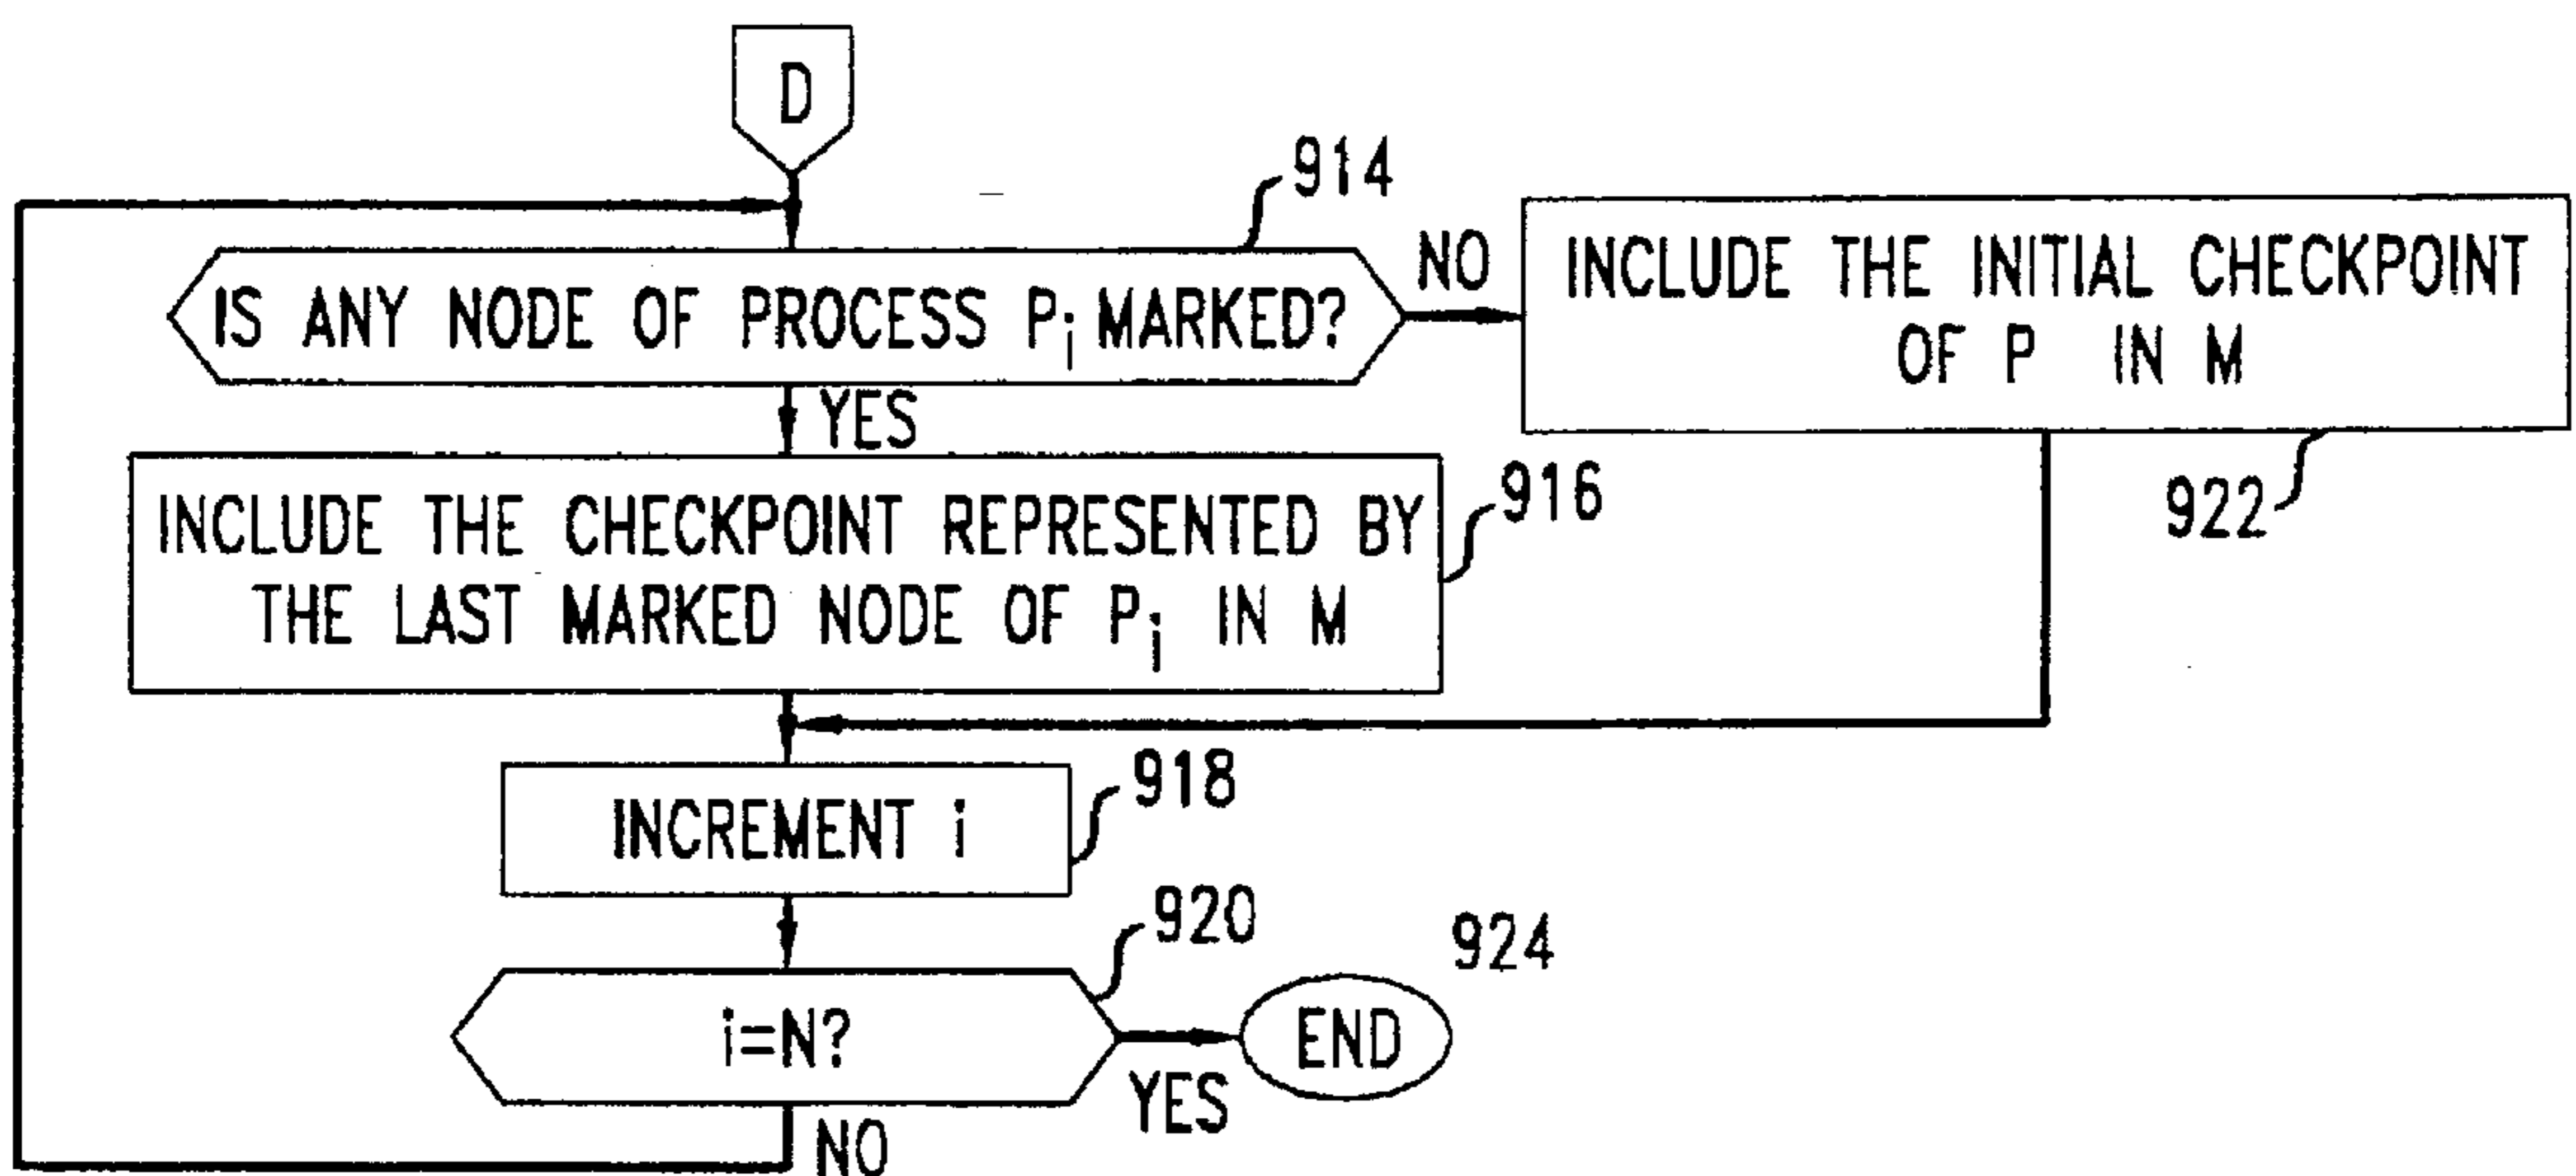 D
914
IS ANY NODE OF PROCESS Pi MARKED?
NO
INCLUDE THE INITIAL CHECKPOINT
OF P IN M
922
YES
INCLUDE THE CHECKPOINT REPRESENTED BY
THE LAST MARKED NODE OF Pi IN M
916
INCREMENT i
918
920
924
i=N?
YES
END
NO